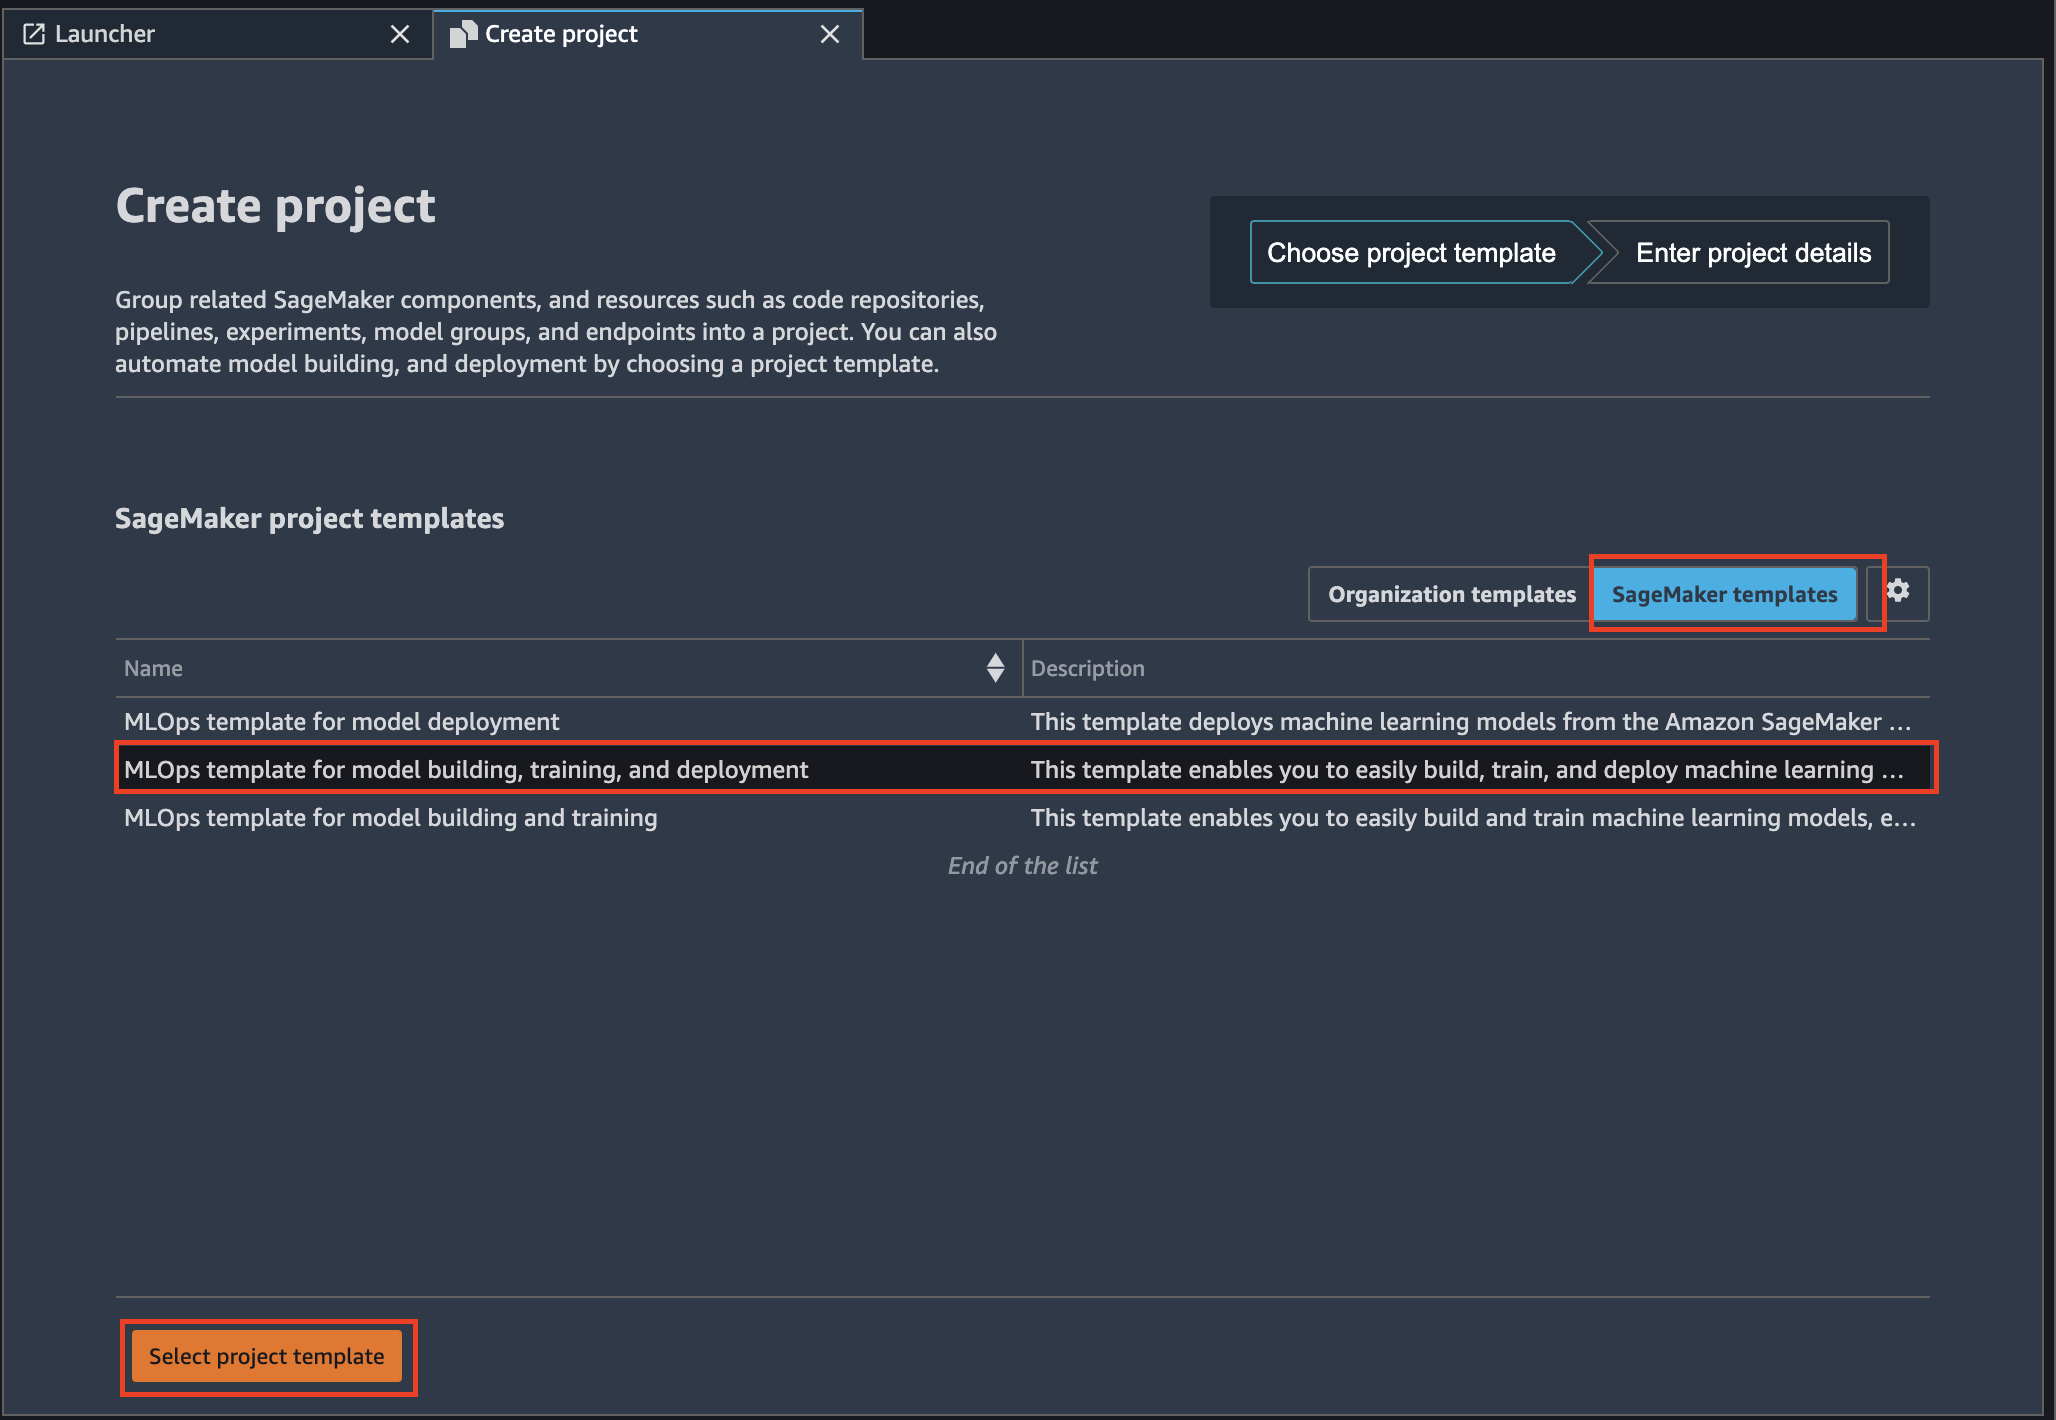 Launcher
Create project
Create project
Choose project template
Enter project details
Group related SageMaker components, and resources such as code repositories,
pipelines, experiments, model groups, and endpoints into a project. You can also
automate model building, and deployment by choosing a project template.
SageMaker project templates
Organization templates
SageMaker templates
Name
Description
MLOps template for model deployment
This template deploys machine learning models from the Amazon SageMaker ...
MLOps template for model building, training, and deployment
This template enables you to easily build, train, and deploy machine learning ...
MLOps template for model building and training
This template enables you to easily build and train machine learning models, e...
End of the list
Select project template